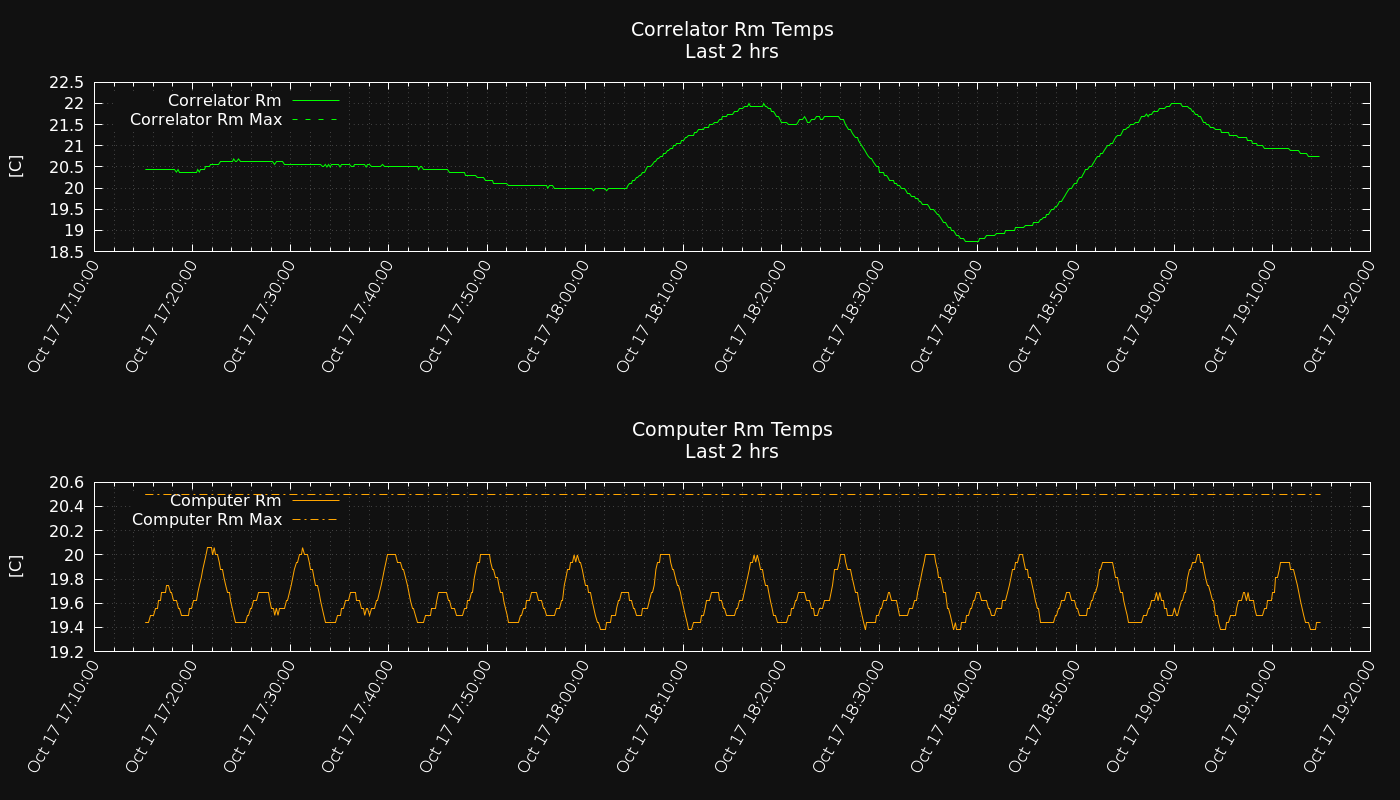 Correlator Rm Temps
Last 2 hrs
22.5
22
21.5
21
20.5
20
19.5
19
18.5
[C]
Correlator Rm
Correlator Rm Max
Oct 17 17:10:00
Oct 17 17:20:00
Oct 17 17:30:00
Oct 17 17:40:00
Oct 17 17:50:00
Oct 17 18:00:00
Oct 17 18:10:00
Oct 17 18:20:00
Oct 17 18:30:00
Oct 17 18:40:00
Oct 17 18:50:00
Oct 17 19:00:00
Oct 17 19:10:00
Oct 17 19:20:00
Computer Rm Temps
Last 2 hrs
20.6
20.4
20.2
20
19.8
19.6
19.4
19.2
[C]
Computer Rm
Computer Rm Max
Oct 17 17:10:00
Oct 17 17:20:00
Oct 17 17:30:00
Oct 17 17:40:00
Oct 17 17:50:00
Oct 17 18:00:00
Oct 17 18:10:00
Oct 17 18:20:00
Oct 17 18:30:00
Oct 17 18:40:00
Oct 17 18:50:00
Oct 17 19:00:00
Oct 17 19:10:00
Oct 17 19:20:00